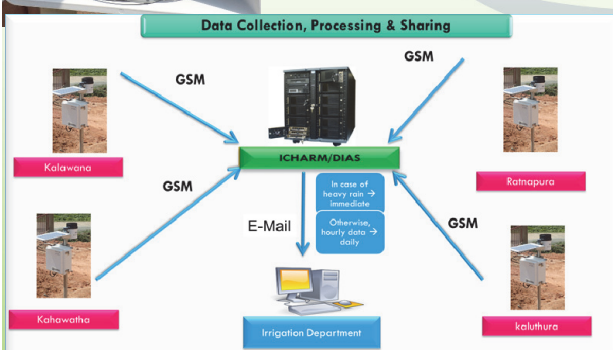 Data Collection, Processing & Sharing
GSM
GSM
Kalawana
ICHARM/DIAS
Ratnapura
GSM
In case of
heavy rain →
immediate
E-Mail
Otherwise,
hourly data →
daily
GSM
Kahawatha
Irrigation Department
kaluthura